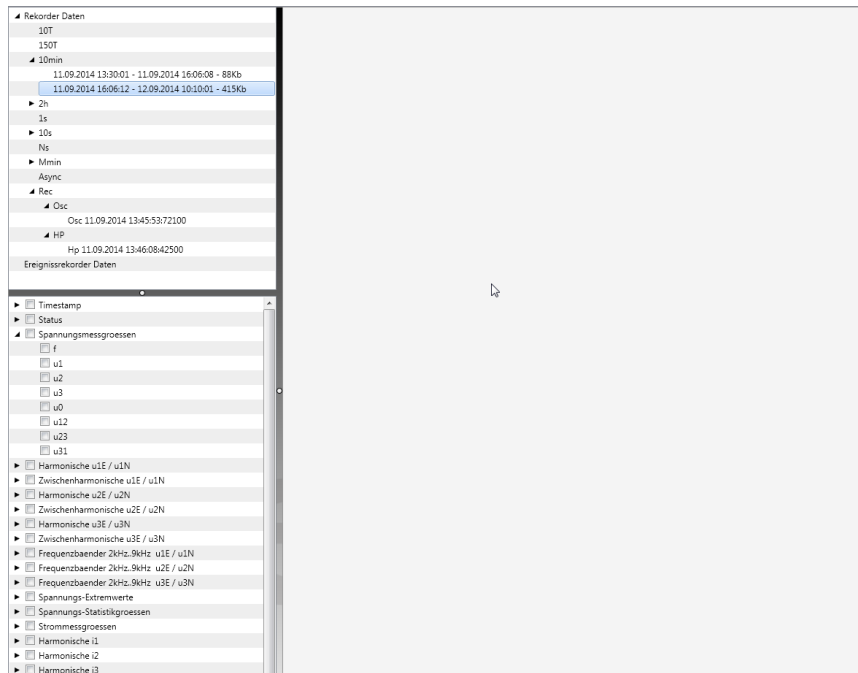 Rekorder Daten
10T
150T
10min
11.09.2014 13:30:01 - 11.09.2014 16:06:08 - 88Kb
11.09.2014 16:06:12 - 12.09.2014 10:10:01 - 415Kb
2h
1s
10s
Ns
Mmin
Async
Rec
Osc
Osc 11.09.2014 13:45:53:72100
HP
Hp 11.09.2014 13:46:08:42500
Ereignissrekorder Daten
Timestamp
Status
Spannungsmessgroessen
f
u1
u2
u3
u0
u12
u23
u31
Harmonische u1E / u1N
Zwischenharmonische u1E / u1N
Harmonische u2E / u2N
Zwischenharmonische u2E / u2N
Harmonische u3E / u3N
Zwischenharmonische u3E / u3N
Frequenzbaender 2kHz..9kHz u1E / u1N
Frequenzbaender 2kHz..9kHz u2E / u2N
Frequenzbaender 2kHz..9kHz u3E / u3N
Spannungs-Extremwerte
Spannungs-Statistikgroessen
Strommessgroessen
Harmonische i1
Harmonische i2
Harmonische i3